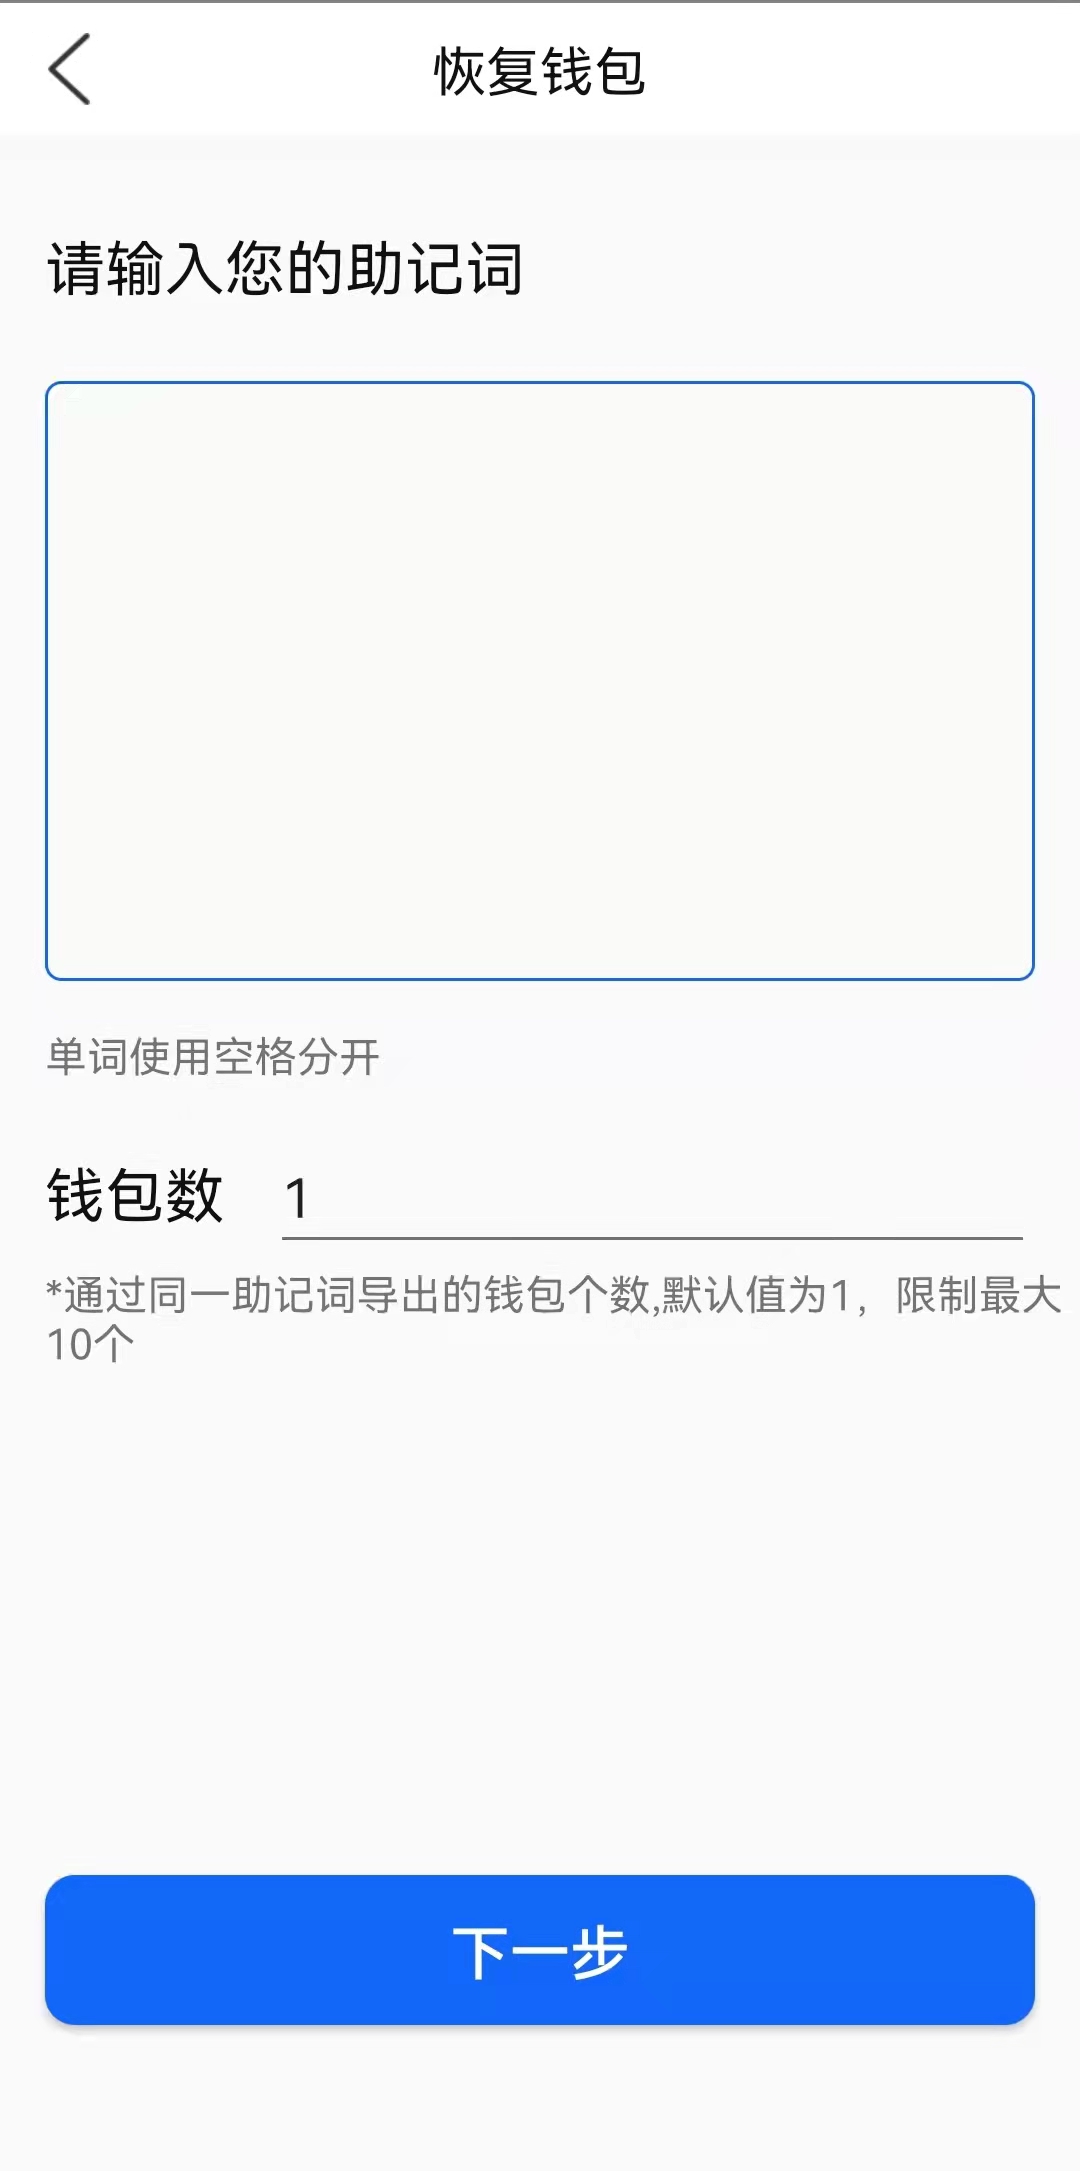 恢复钱包
请输入您的助记词
单词使用空格分开
钱包数 1
*通过同一助记词导出的钱包个数,默认值为1，限制最大
10个
下一步